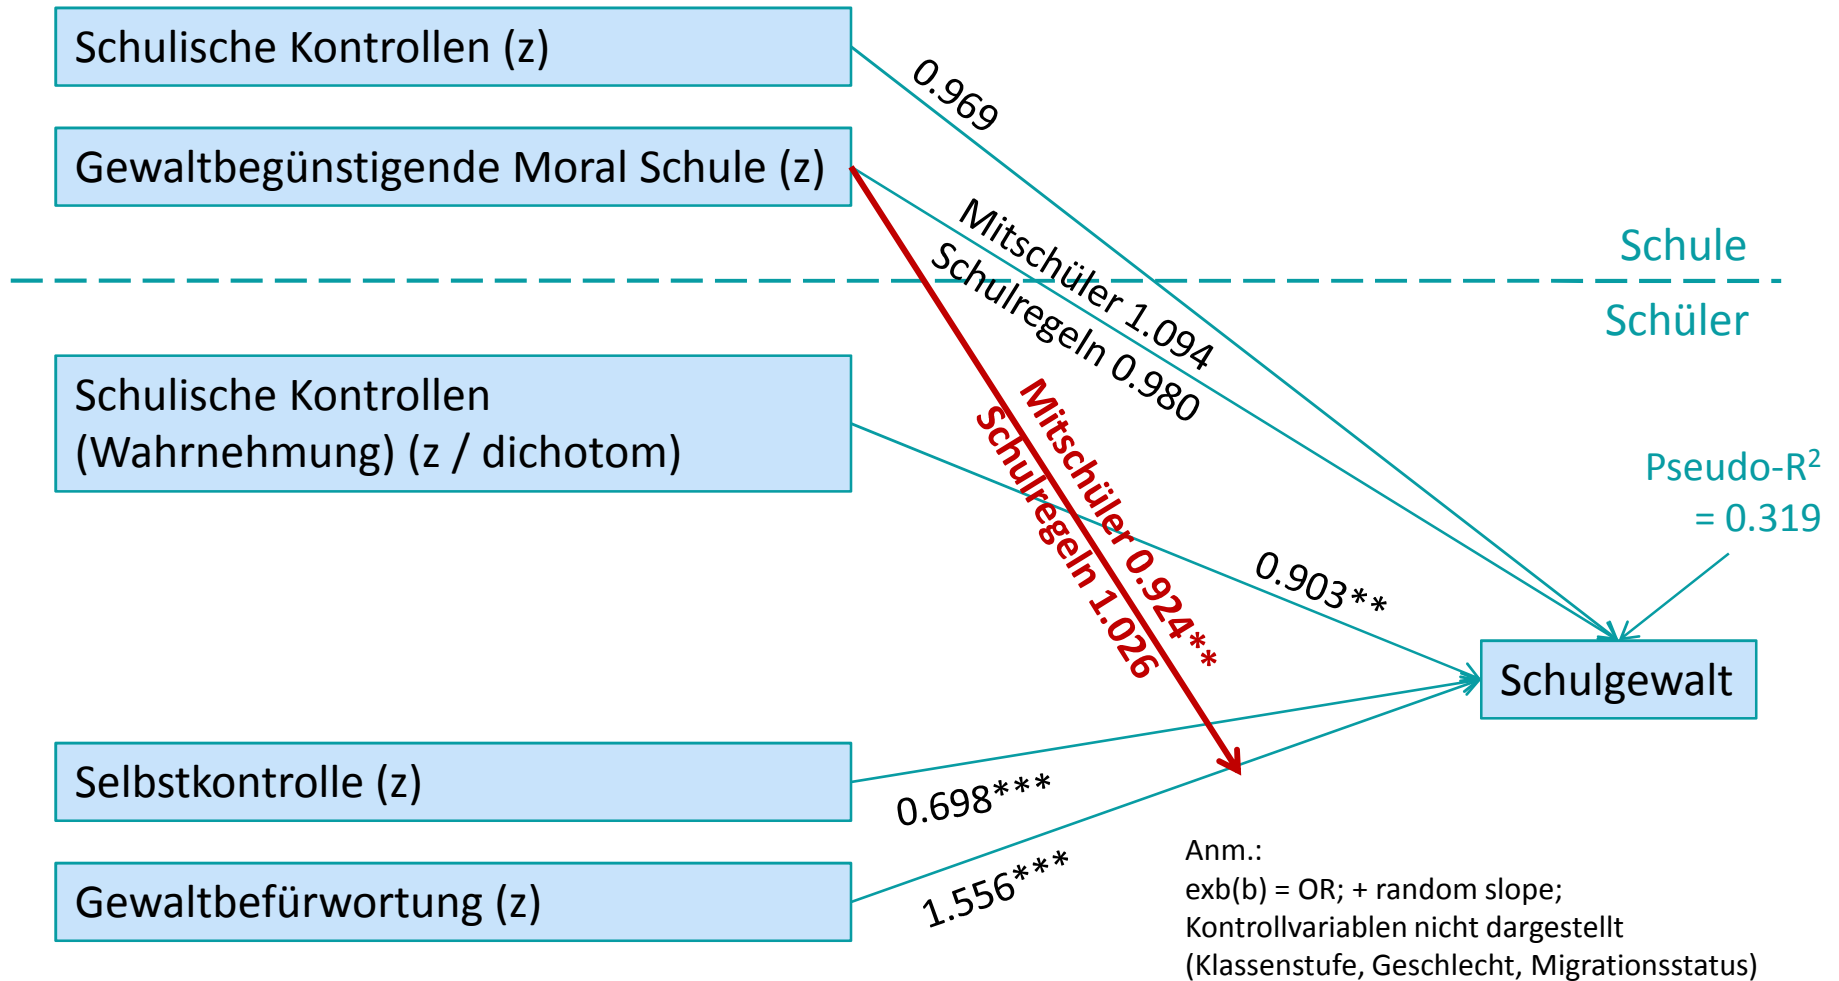 Schulische Kontrollen (z)
0.969
Gewaltbegünstigende Moral Schule (z)
Mitschüler 1.094
Schulregeln 0.980
Schule
Schüler
Schulische Kontrollen
(Wahrnehmung) (z / dichotom)
Mitschüler 0.924**
Schulregeln 1.026
Pseudo-R²
= 0.319
0.903**
Schulgewalt
Selbstkontrolle (z)
0.698***
Gewaltbefürwortung (z)
1.556***
Anm.:
exb(b) = OR; + random slope;
Kontrollvariablen nicht dargestellt
(Klassenstufe, Geschlecht, Migrationsstatus)